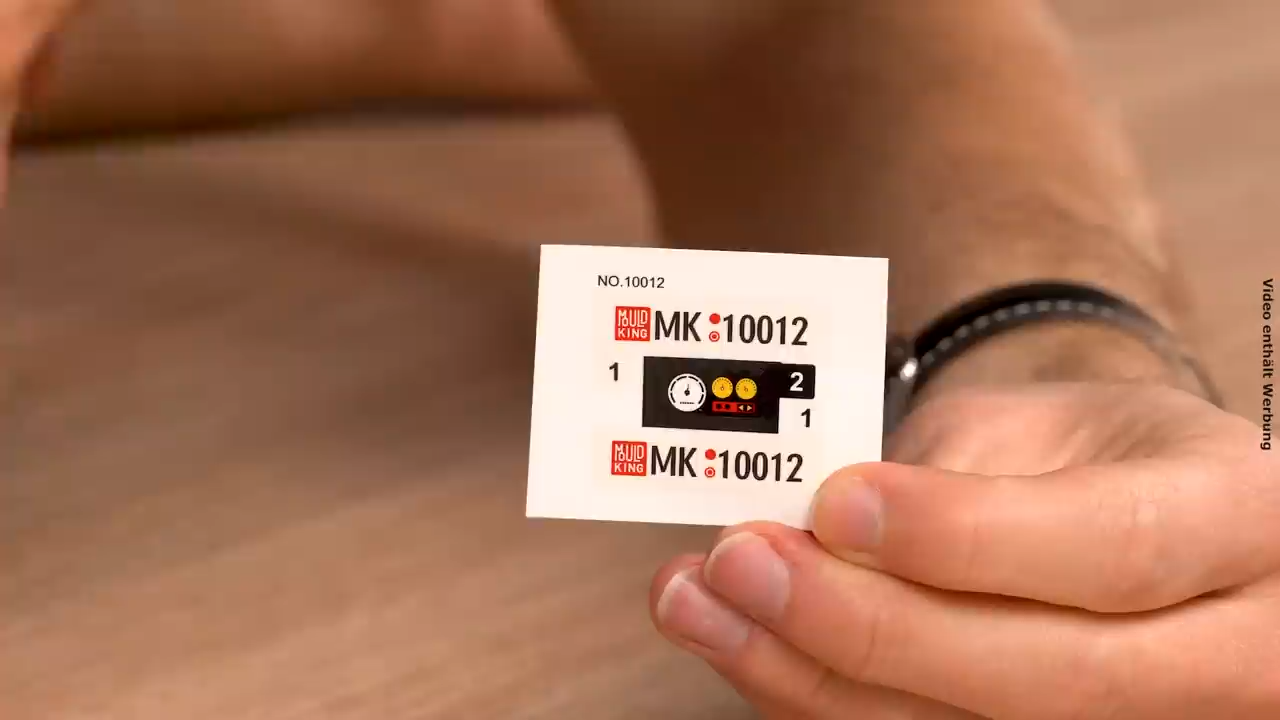 NO.10012
MOULD KING MK 10012
1
2
1
MOULD KING MK 10012
Video enthält Werbung